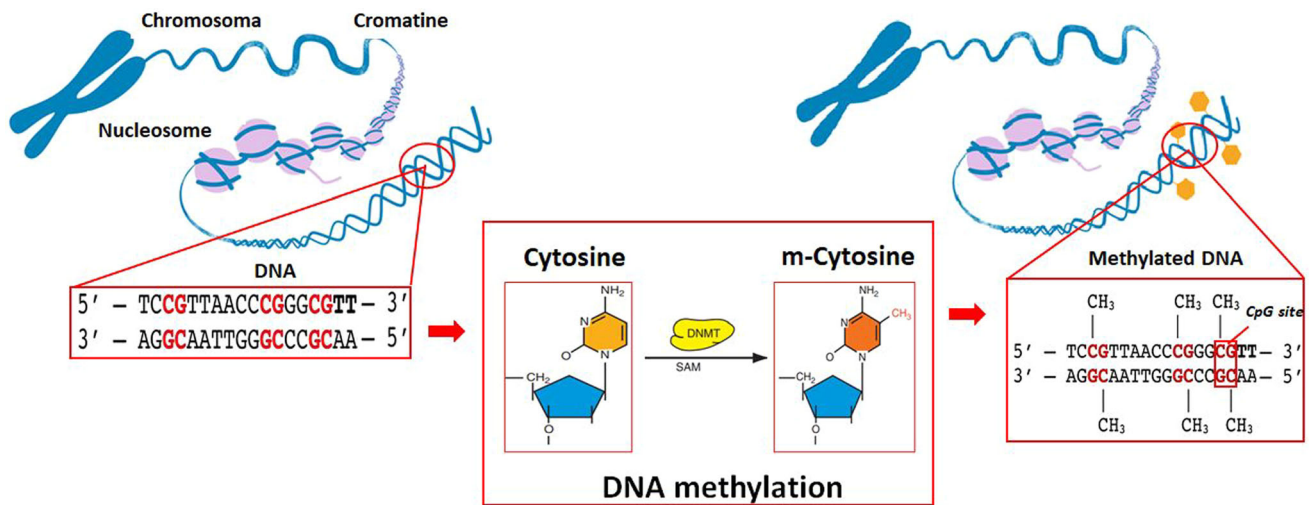 Chromosoma
Cromatine
Nucleosome
DNA
5' – TCCGTTAACCCGGGCGTT– 3'
3' – AGGCAATTGGGCCCGCAA– 5'
Cytosine
NH₂
N
O
N
CH₂
O
DNMT
SAM
m-Cytosine
NH₂
CH₃
N
O
N
CH₂
O
DNA methylation
Methylated DNA
CH₃
CH₃
CH₃
CpG site
5' – TCCGTTAACCCGGGCGTT– 3'
3' – AGGCAATTGGGCCCGCAA– 5'
CH₃
CH₃
CH₃